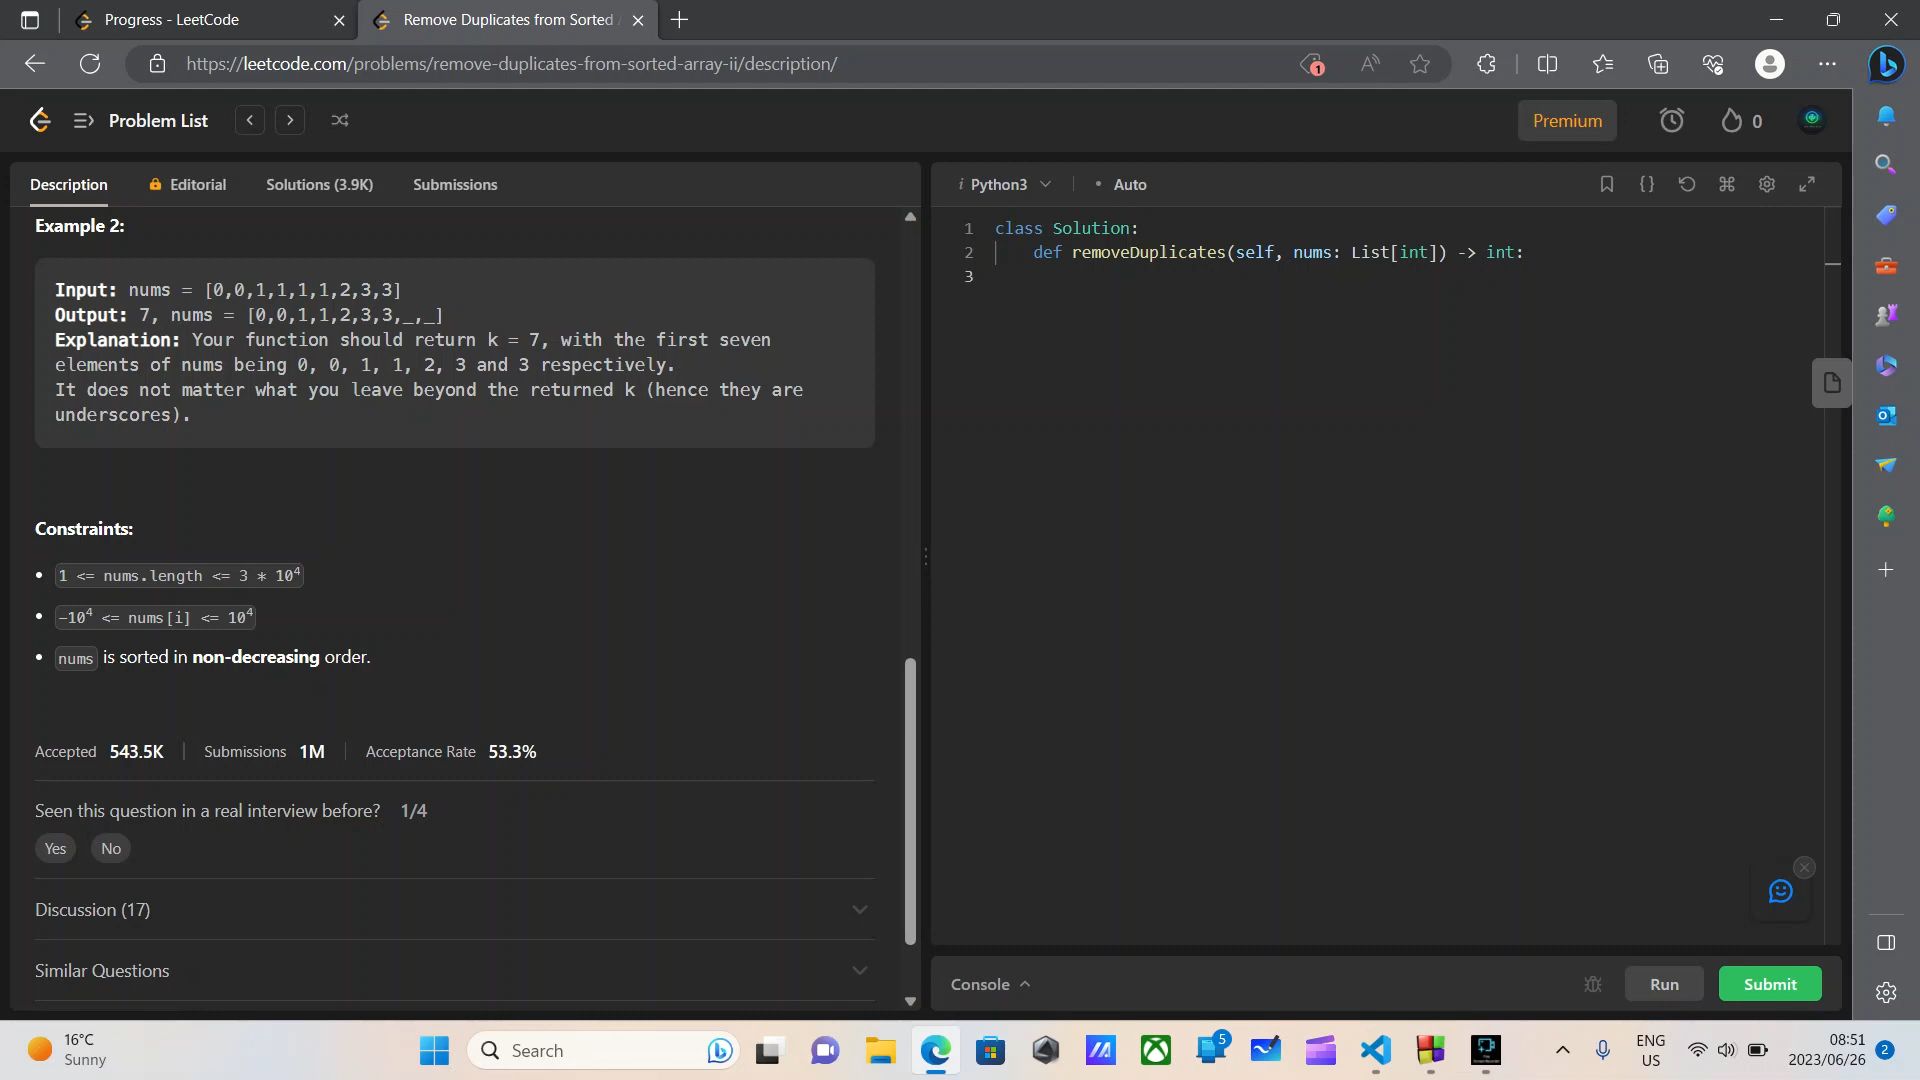 Progress - LeetCode
Remove Duplicates from Sorted
https://leetcode.com/problems/remove-duplicates-from-sorted-array-ii/description/
1
Problem List
Premium
0
Description
Editorial
Solutions (3.9K)
Submissions
Example 2:
Input: nums = [0,0,1,1,1,1,2,3,3]
Output: 7, nums = [0,0,1,1,2,3,3,_,_]
Explanation: Your function should return k = 7, with the first seven
elements of nums being 0, 0, 1, 1, 2, 3 and 3 respectively.
It does not matter what you leave beyond the returned k (hence they are
underscores).
Constraints:
1 <= nums.length <= 3 * 10⁴
-10⁴ <= nums[i] <= 10⁴
nums is sorted in non-decreasing order.
Accepted 543.5K Submissions 1M Acceptance Rate 53.3%
Seen this question in a real interview before? 1/4
Yes No
Discussion (17)
Similar Questions
i Python3 • Auto
1 class Solution:
2 def removeDuplicates(self, nums: List[int]) -> int:
3
Console
Run
Submit
16°C
Sunny
Search
5
ENG
US
08:51
2023/06/26
2